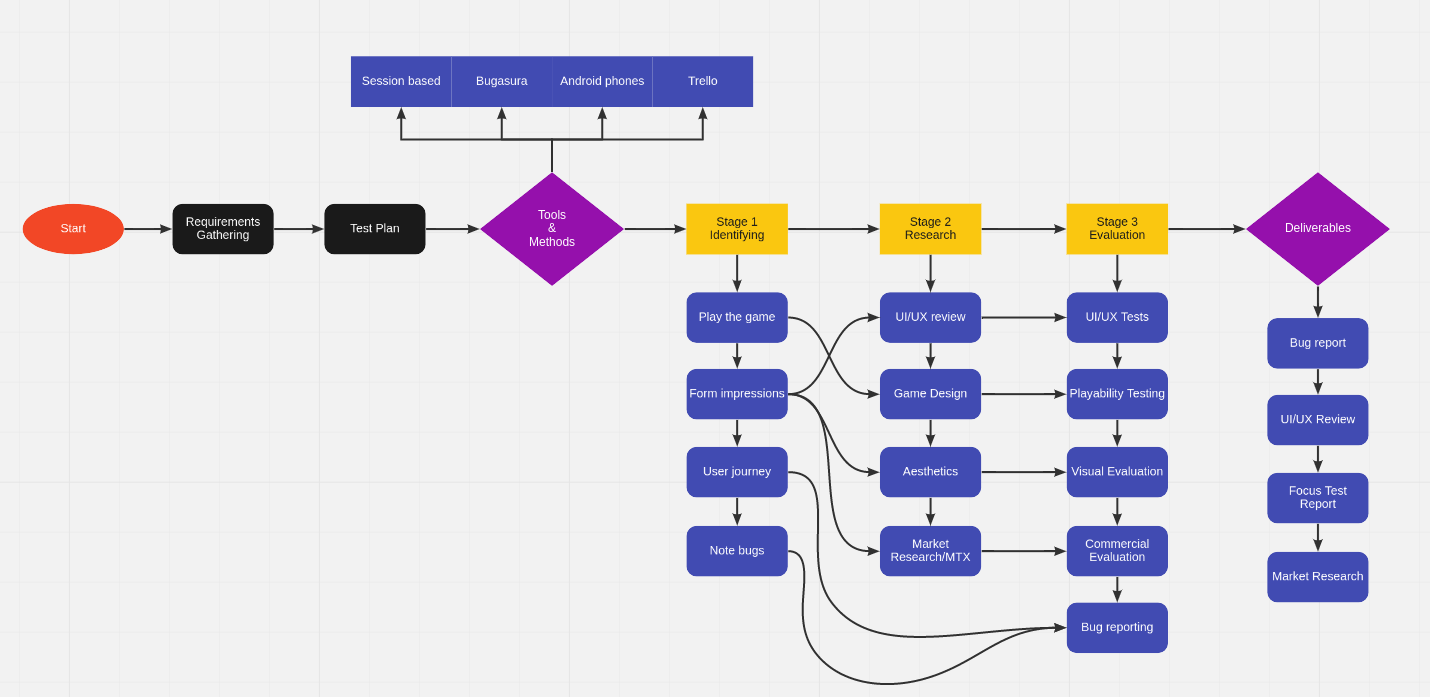 Session based
Bugasura
Android phones
Trello
Start
Requirements
Gathering
Test Plan
Tools
&
Methods
Stage 1
Identifying
Stage 2
Research
Stage 3
Evaluation
Deliverables
Play the game
Form impressions
User journey
Note bugs
UI/UX review
Game Design
Aesthetics
Market
Research/MTX
UI/UX Tests
Playability Testing
Visual Evaluation
Commercial
Evaluation
Bug reporting
Bug report
UI/UX Review
Focus Test
Report
Market Research